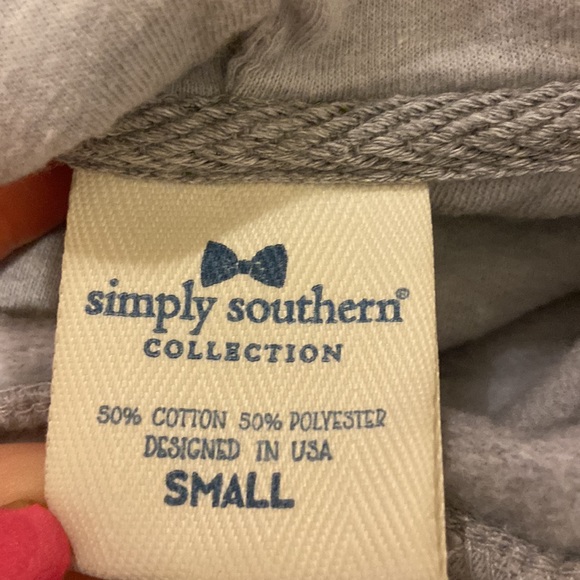 simply southern®
COLLECTION
50% COTTON 50% POLYESTER
DESIGNED IN USA
SMALL